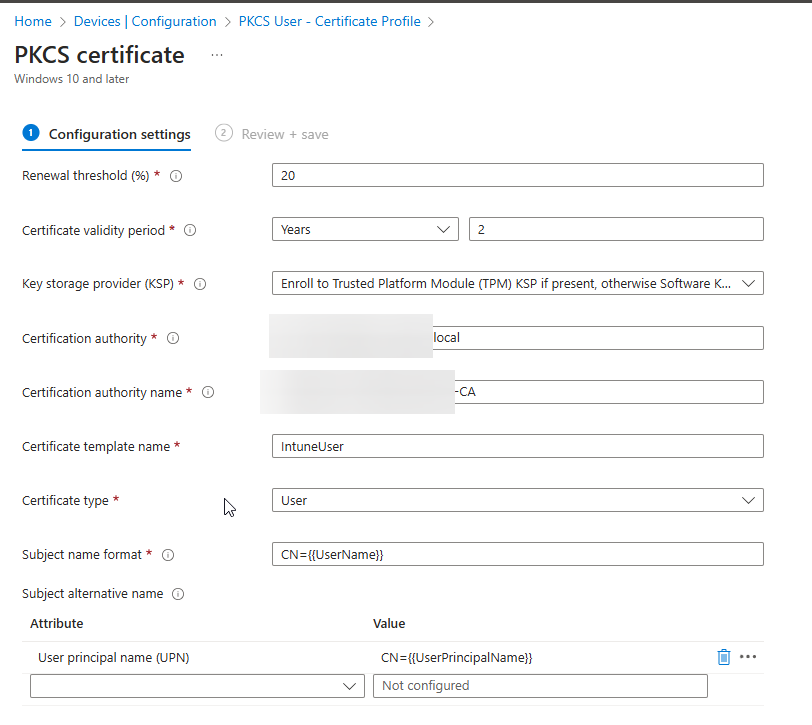 Home > Devices | Configuration > PKCS User - Certificate Profile >
PKCS certificate ...
Windows 10 and later
1 Configuration settings 2 Review + save
Renewal threshold (%) * 20
Certificate validity period * Years 2
Key storage provider (KSP) * Enroll to Trusted Platform Module (TPM) KSP if present, otherwise Software K...
Certification authority * local
Certification authority name * -CA
Certificate template name * IntuneUser
Certificate type * User
Subject name format * CN={{UserName}}
Subject alternative name
Attribute Value
User principal name (UPN) CN={{UserPrincipalName}}
Not configured